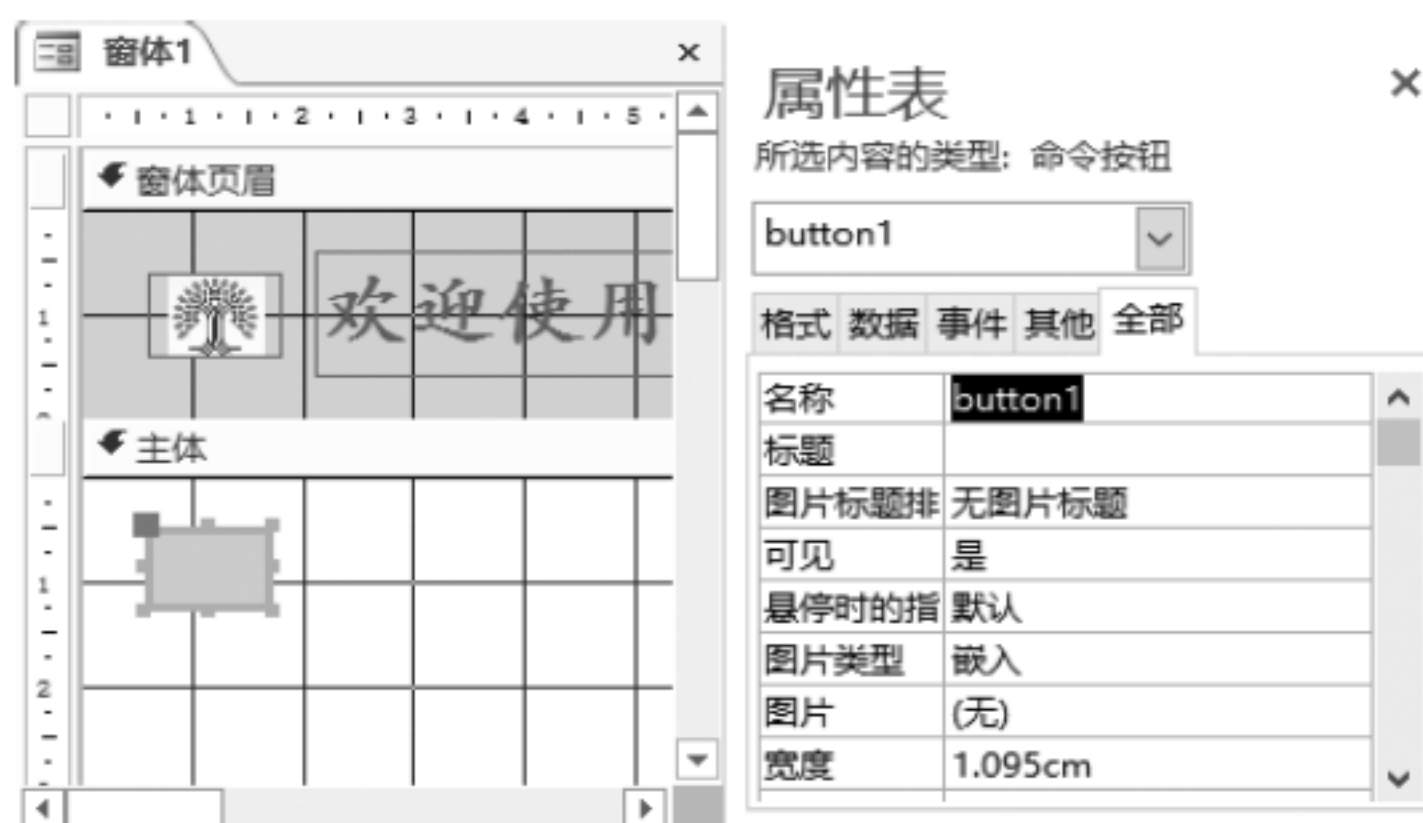 窗体1
· ı · 1 · ı · 2 · ı · 3 · ı · 4 · ı · 5 ·
窗体页眉
1
欢迎使用
主体
1
2
属性表
所选内容的类型: 命令按钮
button1
格式 数据 事件 其他 全部
名称 button1
标题
图片标题排 无图片标题
可见 是
悬停时的指 默认
图片类型 嵌入
图片 (无)
宽度 1.095cm